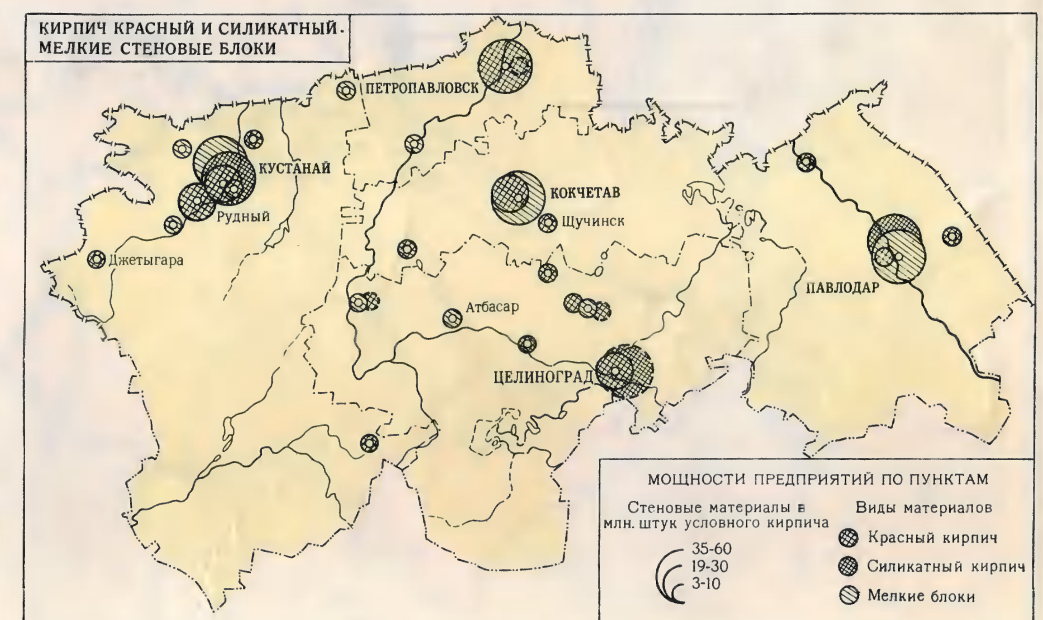 КИРПИЧ КРАСНЫЙ И СИЛИКАТНЫЙ.
МЕЛКИЕ СТЕНОВЫЕ БЛОКИ
ПЕТРОПАВЛОВСК
КУСТАНАЙ
КОКЧЕТАВ
Рудный
Щучинск
Джетыгара
ПАВЛОДАР
Атбасар
ЦЕЛИНОГРАД
МОЩНОСТИ ПРЕДПРИЯТИЙ ПО ПУНКТАМ
Стеновые материалы в
млн. штук условного кирпича
35-60
19-30
3-10
Виды материалов
Красный кирпич
Силикатный кирпич
Мелкие блоки